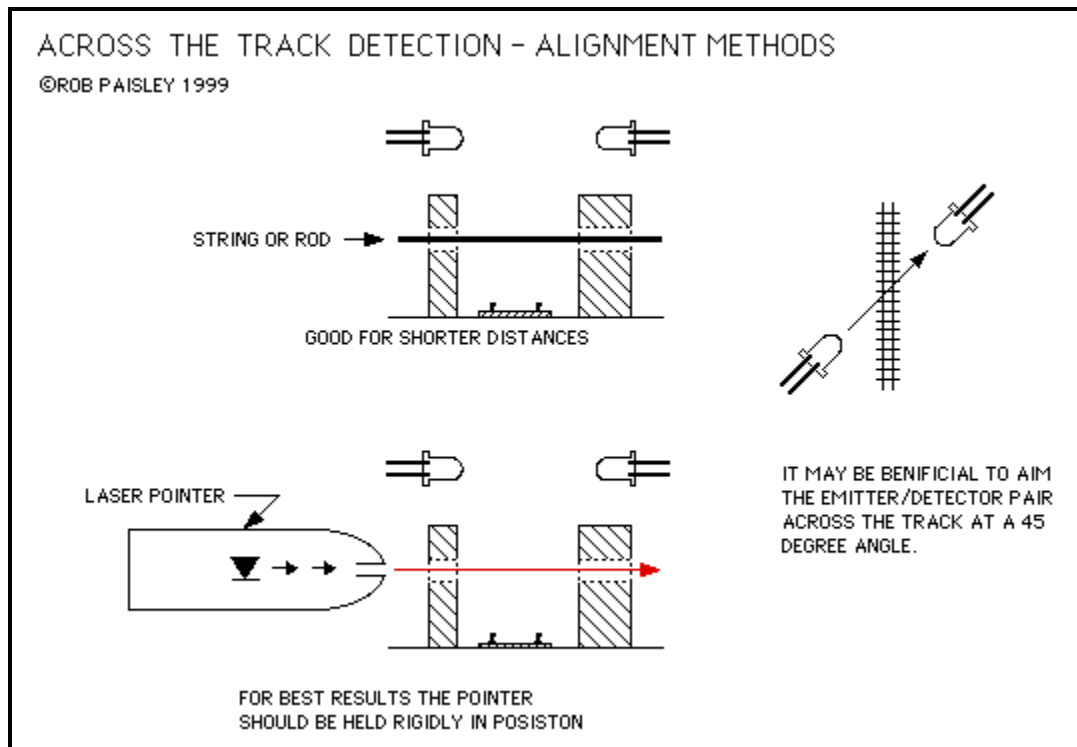 ACROSS THE TRACK DETECTION - ALIGNMENT METHODS
©ROB PAISLEY 1999
STRING OR ROD
GOOD FOR SHORTER DISTANCES
LASER POINTER
FOR BEST RESULTS THE POINTER
SHOULD BE HELD RIGIDLY IN POSISTON
IT MAY BE BENIFICIAL TO AIM
THE EMITTER/DETECTOR PAIR
ACROSS THE TRACK AT A 45
DEGREE ANGLE.